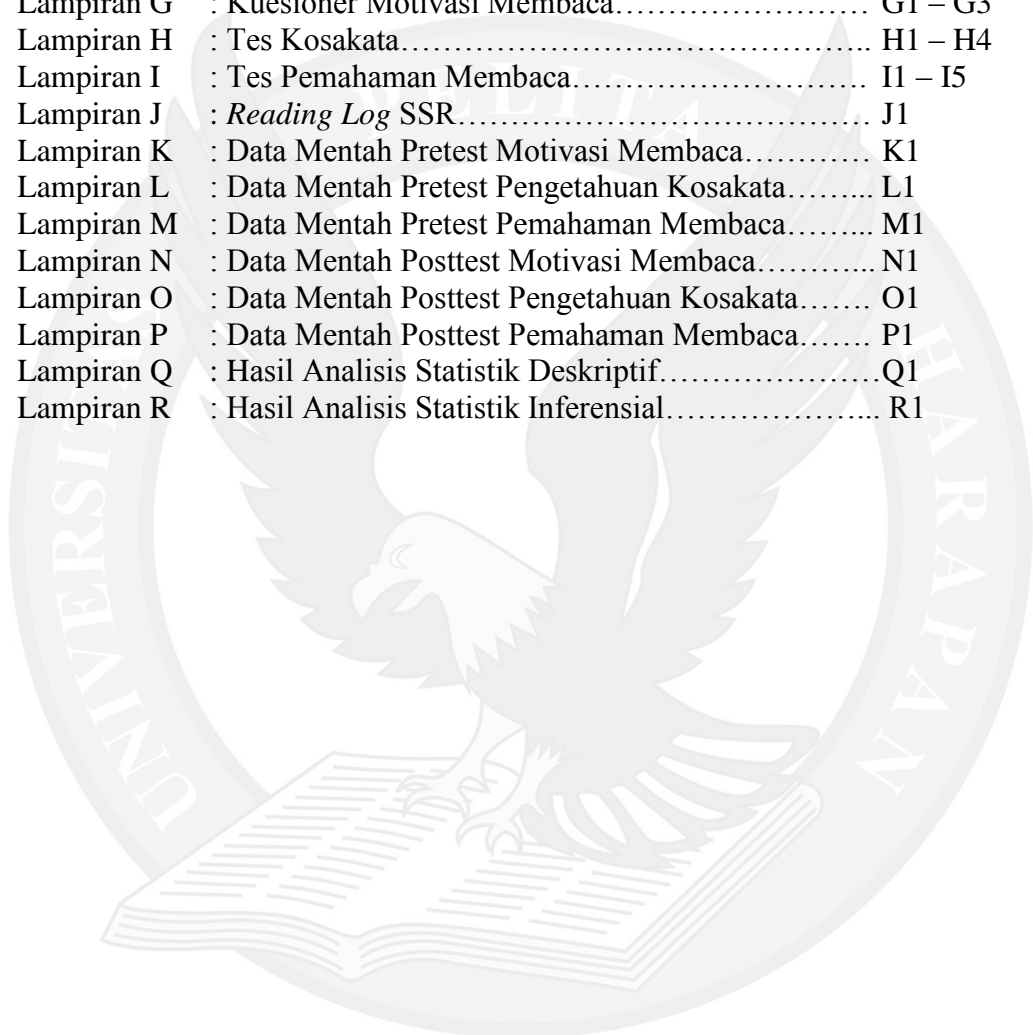 Lampiran G : Kuesioner Motivasi Membaca…………………… G1 – G3
Lampiran H : Tes Kosakata…………………….……………….. H1 – H4
Lampiran I : Tes Pemahaman Membaca………………………. I1 – I5
Lampiran J : Reading Log SSR………………………………… J1
Lampiran K : Data Mentah Pretest Motivasi Membaca………… K1
Lampiran L : Data Mentah Pretest Pengetahuan Kosakata……... L1
Lampiran M : Data Mentah Pretest Pemahaman Membaca……... M1
Lampiran N : Data Mentah Posttest Motivasi Membaca………... N1
Lampiran O : Data Mentah Posttest Pengetahuan Kosakata……. O1
Lampiran P : Data Mentah Posttest Pemahaman Membaca……. P1
Lampiran Q : Hasil Analisis Statistik Deskriptif…………………Q1
Lampiran R : Hasil Analisis Statistik Inferensial………………... R1
UNIVERSITAS PELITA HARAPAN